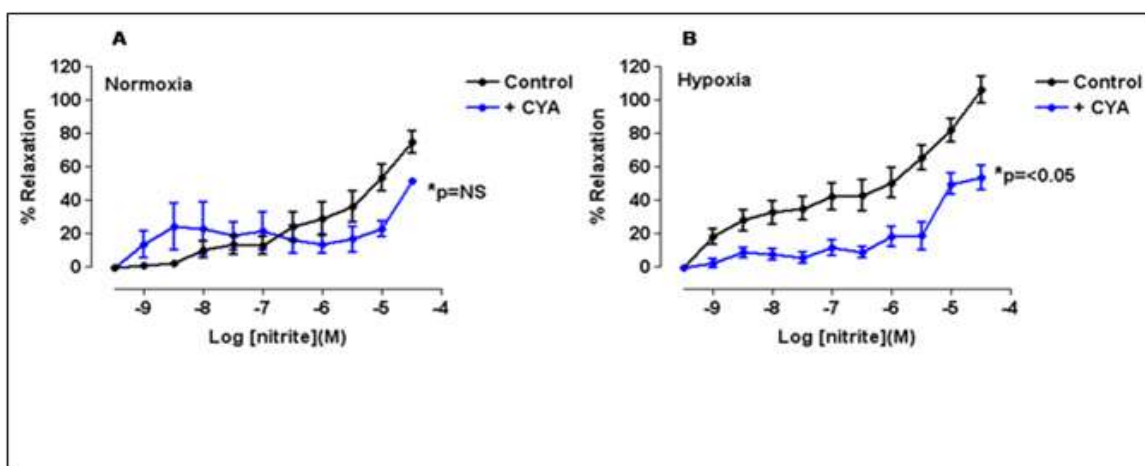 A
Normoxia
120
100
80
60
40
20
0
% Relaxation
Control
+ CYA
*p=NS
-9
-8
-7
-6
-5
-4
Log [nitrite](M)
B
Hypoxia
120
100
80
60
40
20
0
% Relaxation
Control
+ CYA
*p=<0.05
-9
-8
-7
-6
-5
-4
Log [nitrite](M)